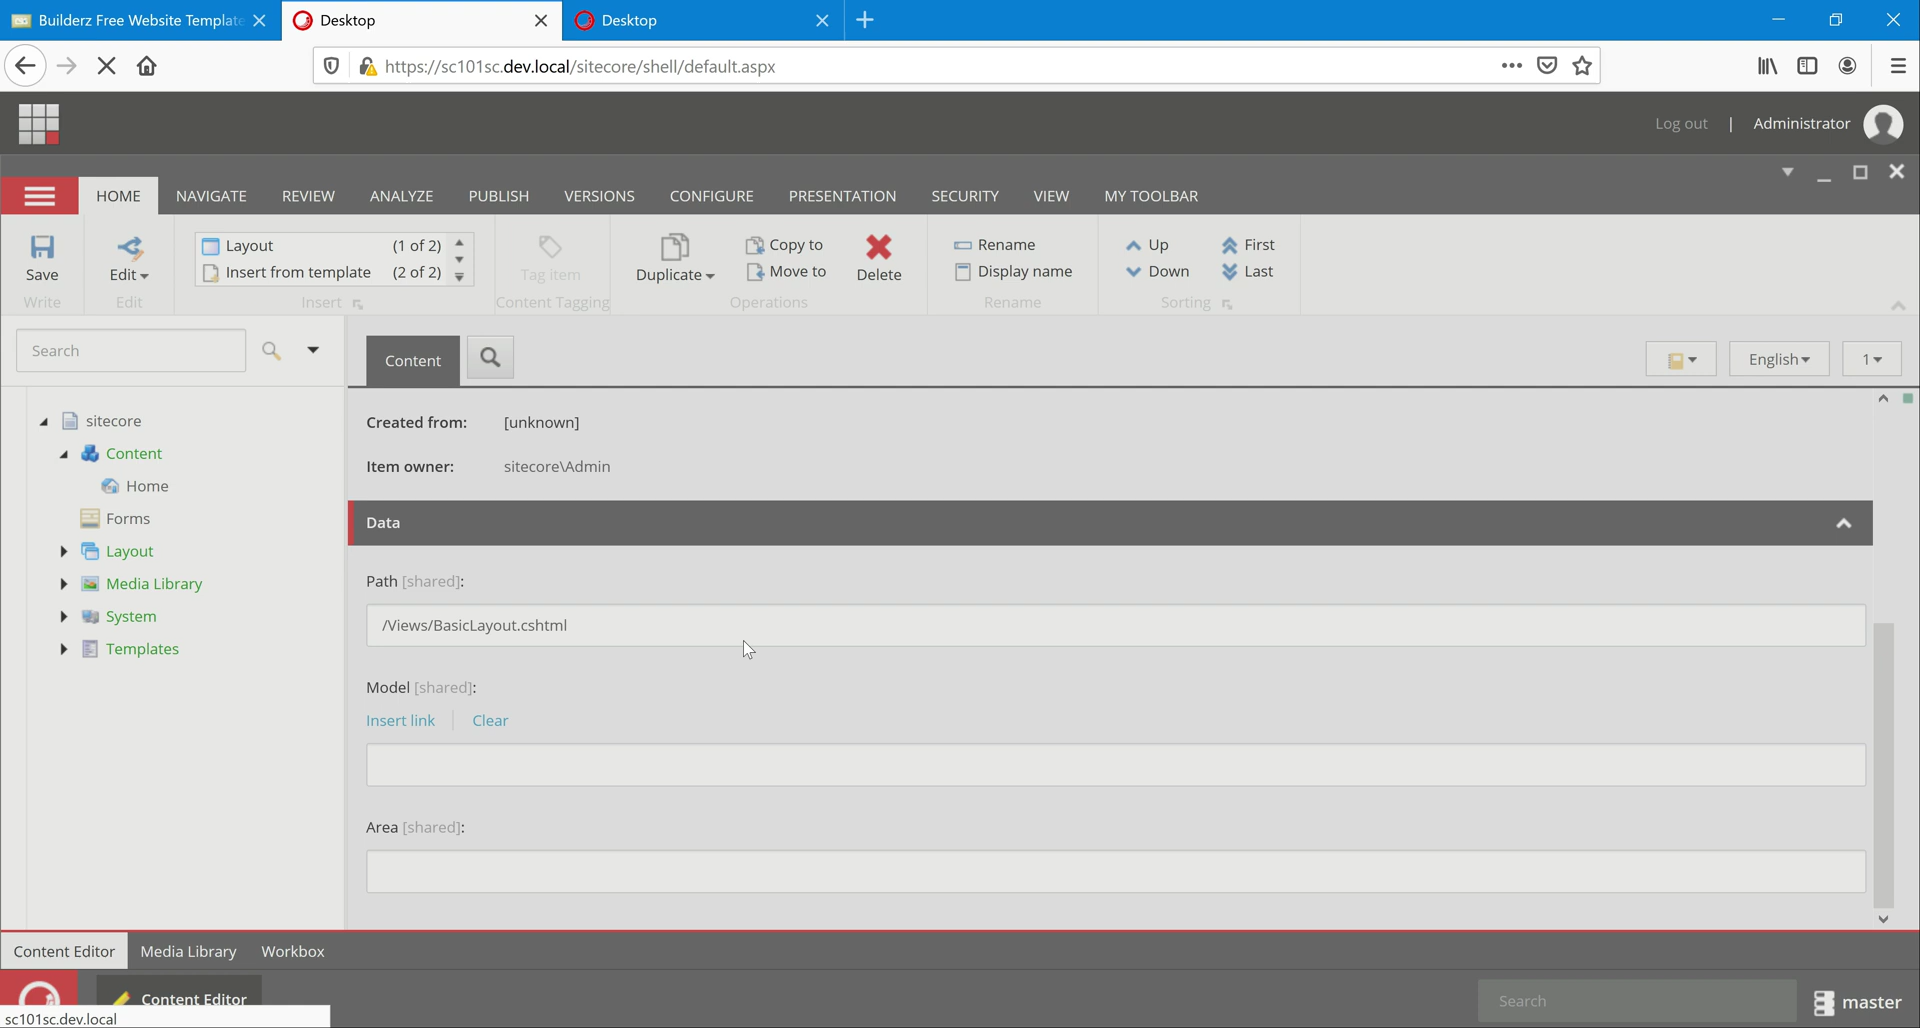 Builderz Free Website Template
Desktop
Desktop
https://sc101sc.dev.local/sitecore/shell/default.aspx
Log out | Administrator
HOME NAVIGATE REVIEW ANALYZE PUBLISH VERSIONS CONFIGURE PRESENTATION SECURITY VIEW MY TOOLBAR
Save
Write
Edit
Edit
Layout (1 of 2)
Insert from template (2 of 2)
Insert
Tag item
Content Tagging
Duplicate
Copy to
Move to
Delete
Operations
Rename
Display name
Rename
Up
Down
First
Last
Sorting
Search
Content
English
1
sitecore
Content
Home
Forms
Layout
Media Library
System
Templates
Created from: [unknown]
Item owner: sitecore\Admin
Data
Path [shared]:
/Views/BasicLayout.cshtml
Model [shared]:
Insert link Clear
Area [shared]:
Content Editor Media Library Workbox
Content Editor
Search
master
sc101sc.dev.local